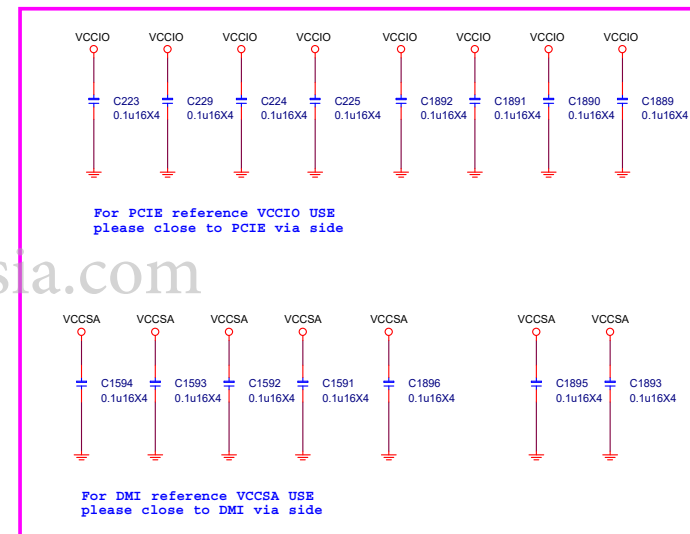 VCCIO VCCIO VCCIO VCCIO VCCIO VCCIO VCCIO VCCIO
C223 C229 C224 C225 C1892 C1891 C1890 C1889
0.1u16X4 0.1u16X4 0.1u16X4 0.1u16X4 0.1u16X4 0.1u16X4 0.1u16X4 0.1u16X4
For PCIE reference VCCIO USE
please close to PCIE via side
sia.com
VCCSA VCCSA VCCSA VCCSA VCCSA VCCSA VCCSA
C1594 C1593 C1592 C1591 C1896 C1895 C1893
0.1u16X4 0.1u16X4 0.1u16X4 0.1u16X4 0.1u16X4 0.1u16X4 0.1u16X4
For DMI reference VCCSA USE
please close to DMI via side